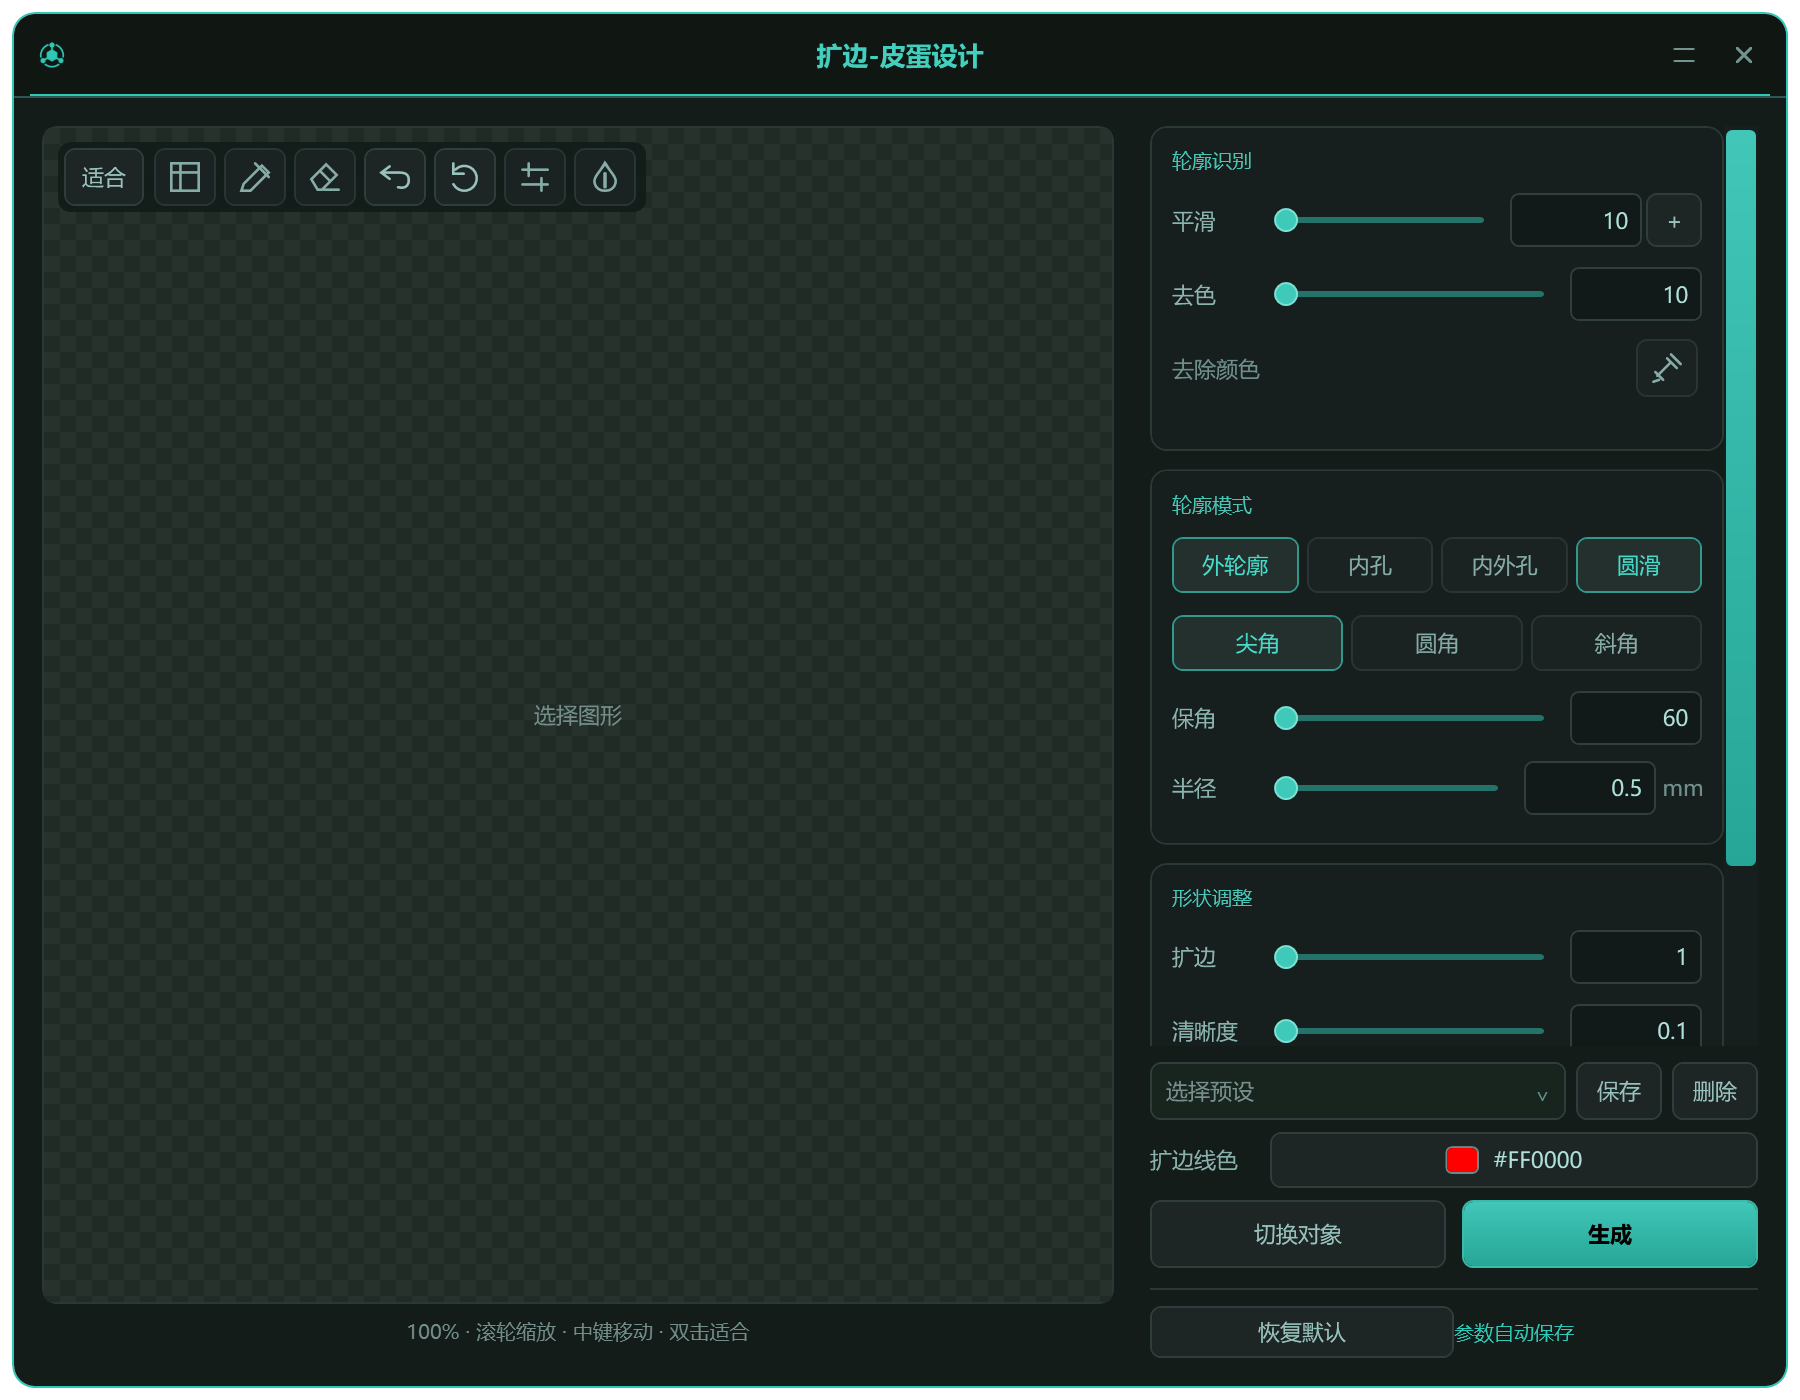 扩边-皮蛋设计
适合
选择图形
100% · 滚轮缩放 · 中键移动 · 双击适合
轮廓识别
平滑 10 +
去色 10
去除颜色
轮廓模式
外轮廓 内孔 内外孔 圆滑
尖角 圆角 斜角
保角 60
半径 0.5 mm
形状调整
扩边 1
清晰度 0.1
选择预设 保存 删除
扩边线色 #FF0000
切换对象 生成
恢复默认 参数自动保存